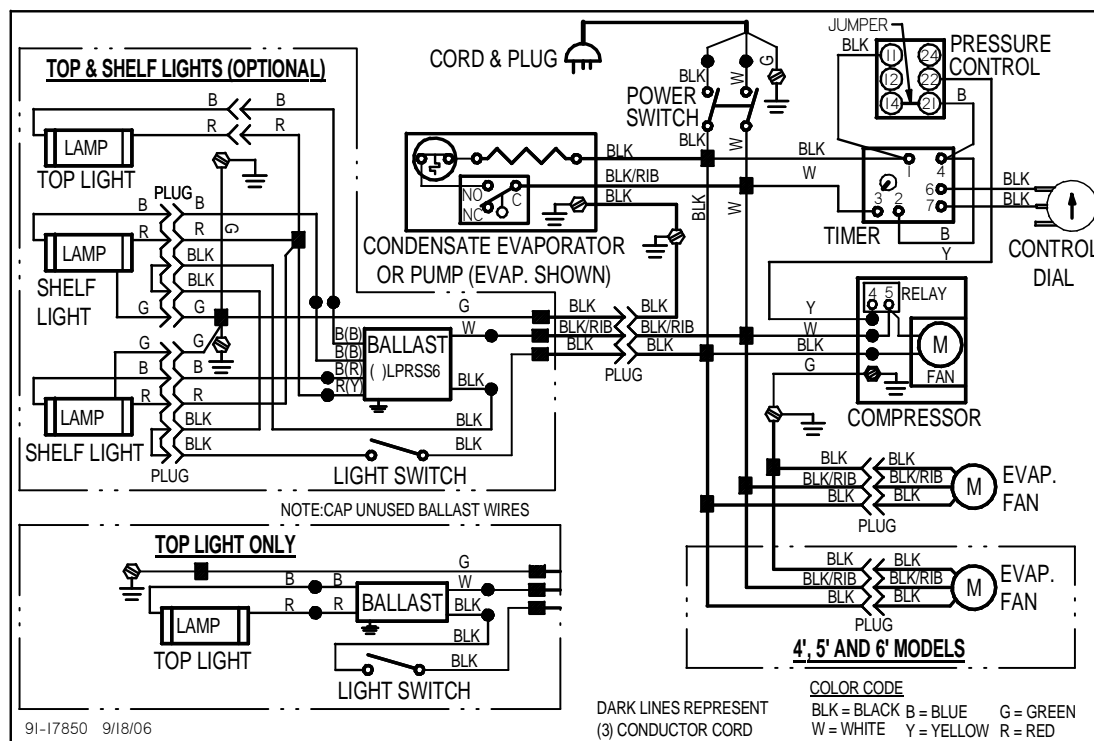 TOP & SHELF LIGHTS (OPTIONAL)
B
B
R
R
LAMP
TOP LIGHT
PLUG
B
B
R
R
G
BLK
BLK
LAMP
SHELF
LIGHT
G
G
G
G
B
B
R
R
LAMP
BLK
BLK
BLK
BLK
SHELF LIGHT
PLUG
B(B)
B(B)
B(R)
R(Y)
BALLAST
( )LPRSS6
G
W
BLK
BLK
LIGHT SWITCH
NOTE:CAP UNUSED BALLAST WIRES
CORD & PLUG
BLK
W
G
POWER
SWITCH
BLK
W
BLK
BLK/RIB
BLK
NO
NC
C
CONDENSATE EVAPORATOR
OR PUMP (EVAP. SHOWN)
BLK
W
BLK
BLK
BLK/RIB
BLK/RIB
BLK
BLK
PLUG
JUMPER
BLK
11
24
12
22
14
21
PRESSURE
CONTROL
B
BLK
W
1
4
6
3
2
7
TIMER
BLK
BLK
B
Y
CONTROL
DIAL
4
5
RELAY
Y
W
BLK
G
M
FAN
COMPRESSOR
BLK
BLK
BLK/RIB
BLK/RIB
BLK
BLK
PLUG
M
EVAP.
FAN
BLK
BLK
BLK/RIB
BLK/RIB
BLK
BLK
PLUG
M
EVAP.
FAN
4', 5' AND 6' MODELS
TOP LIGHT ONLY
G
B
B
W
R
R
BALLAST
BLK
LAMP
TOP LIGHT
BLK
LIGHT SWITCH
91-17850 9/18/06
DARK LINES REPRESENT
(3) CONDUCTOR CORD
COLOR CODE
BLK = BLACK B = BLUE G = GREEN
W = WHITE Y = YELLOW R = RED